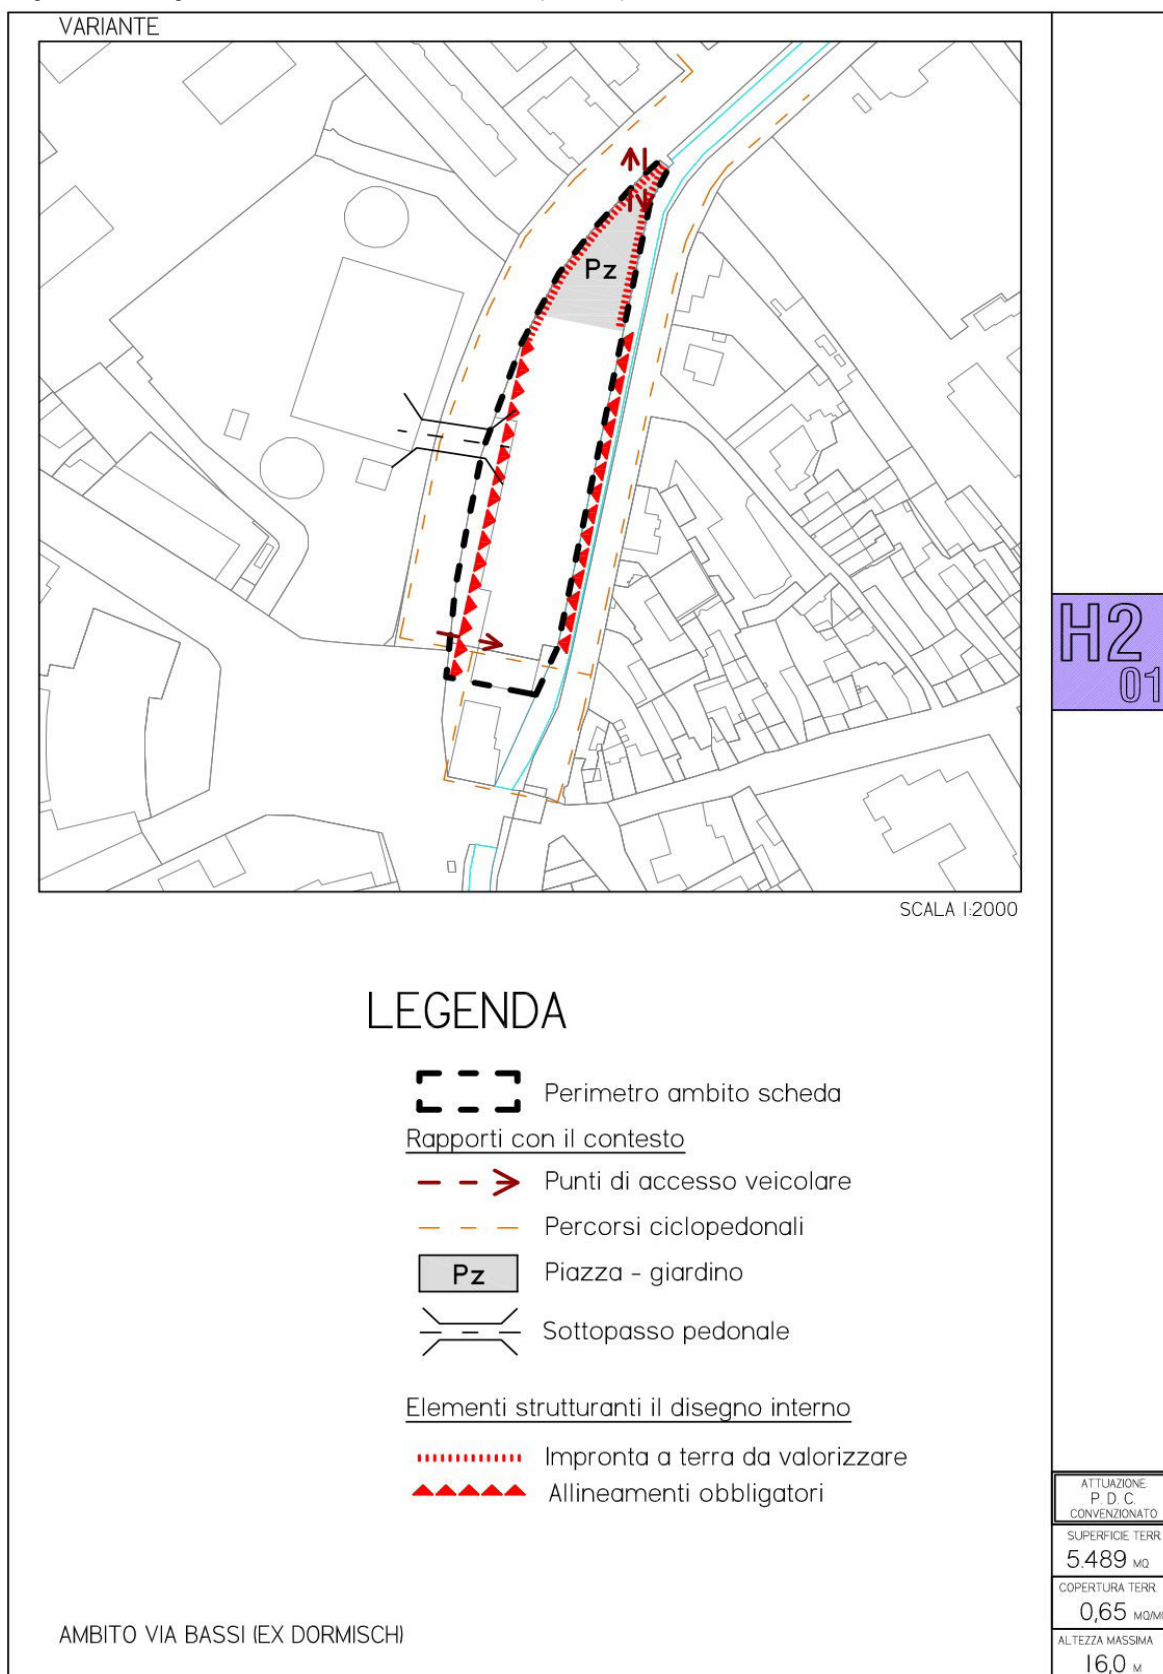 VARIANTE
Pz
SCALA 1:2000
H2
01
LEGENDA
Perimetro ambito scheda
Rapporti con il contesto
Punti di accesso veicolare
Percorsi ciclopedonali
Pz Piazza - giardino
Sottopasso pedonale
Elementi strutturanti il disegno interno
Impronta a terra da valorizzare
Allineamenti obbligatori
ATTUAZIONE
P. D. C.
CONVENZIONATO
SUPERFICIE TERR.
5.489 MQ
COPERTURA TERR.
0,65
ALTEZZA MASSIMA
16,0 M
AMBITO VIA BASSI (EX DORMISCH)